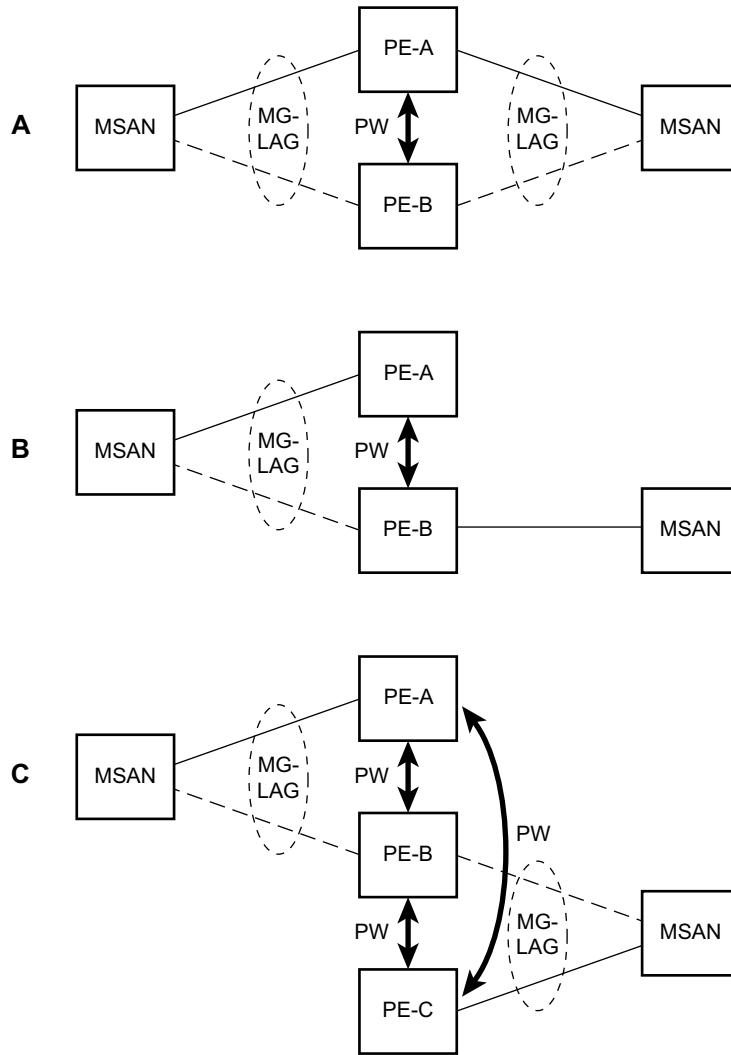 PE-A
MSAN
MG-
LAG
PW
MG-
LAG
MSAN
A
PE-B
PE-A
MSAN
MG-
LAG
PW
B
PE-B
MSAN
PE-A
MSAN
MG-
LAG
PW
C
PE-B
PW
MG-
LAG
PW
MSAN
PE-C